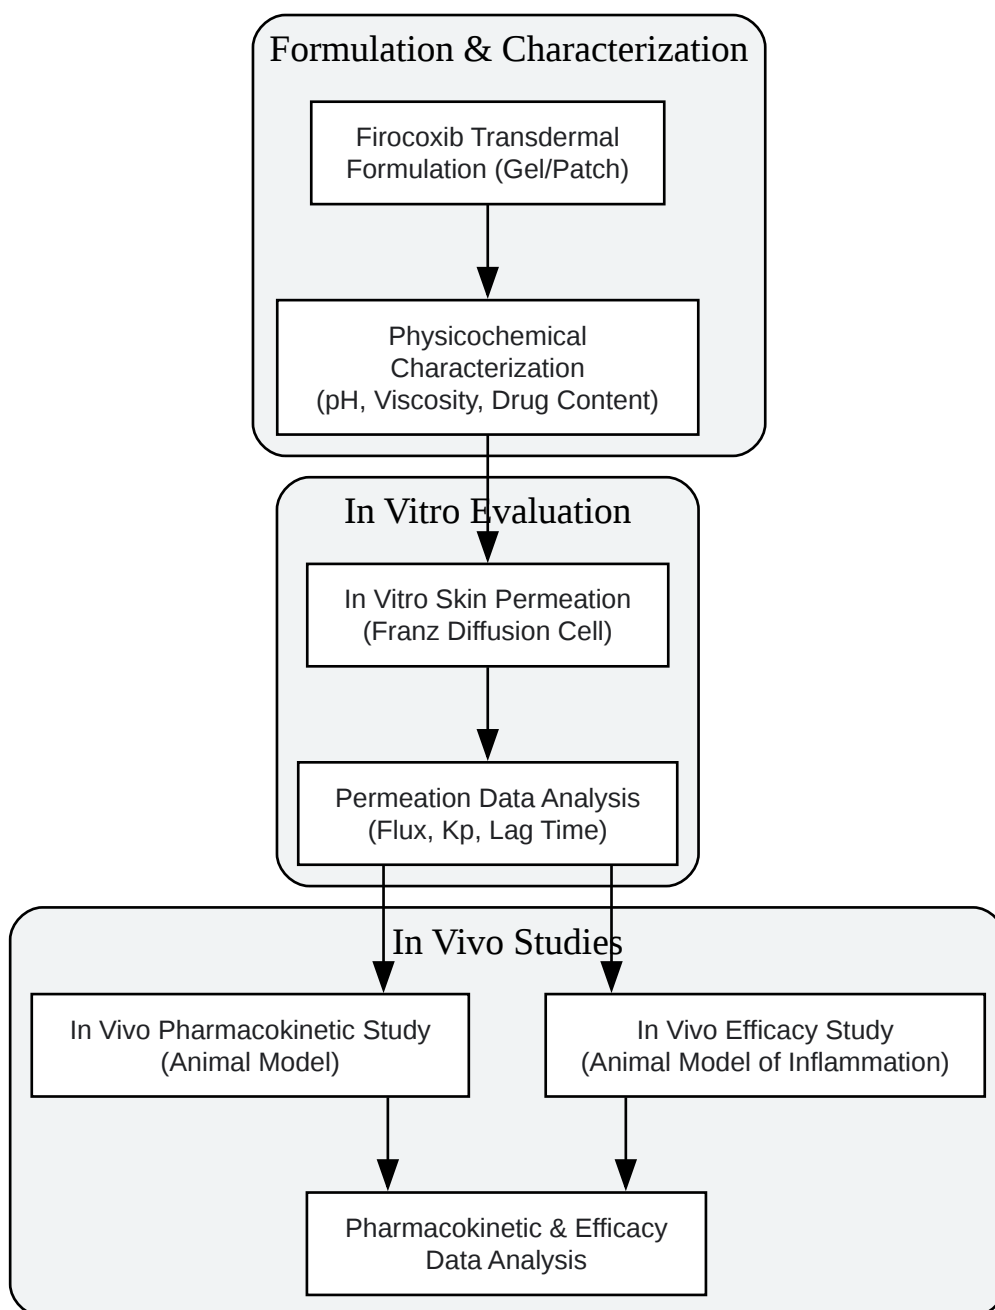 Formulation & Characterization
Firocoxib Transdermal
Formulation (Gel/Patch)
Physicochemical
Characterization
(pH, Viscosity, Drug Content)
In Vitro Evaluation
In Vitro Skin Permeation
(Franz Diffusion Cell)
Permeation Data Analysis
(Flux, Kp, Lag Time)
In Vivo Studies
In Vivo Pharmacokinetic Study
(Animal Model)
In Vivo Efficacy Study
(Animal Model of Inflammation)
Pharmacokinetic & Efficacy
Data Analysis